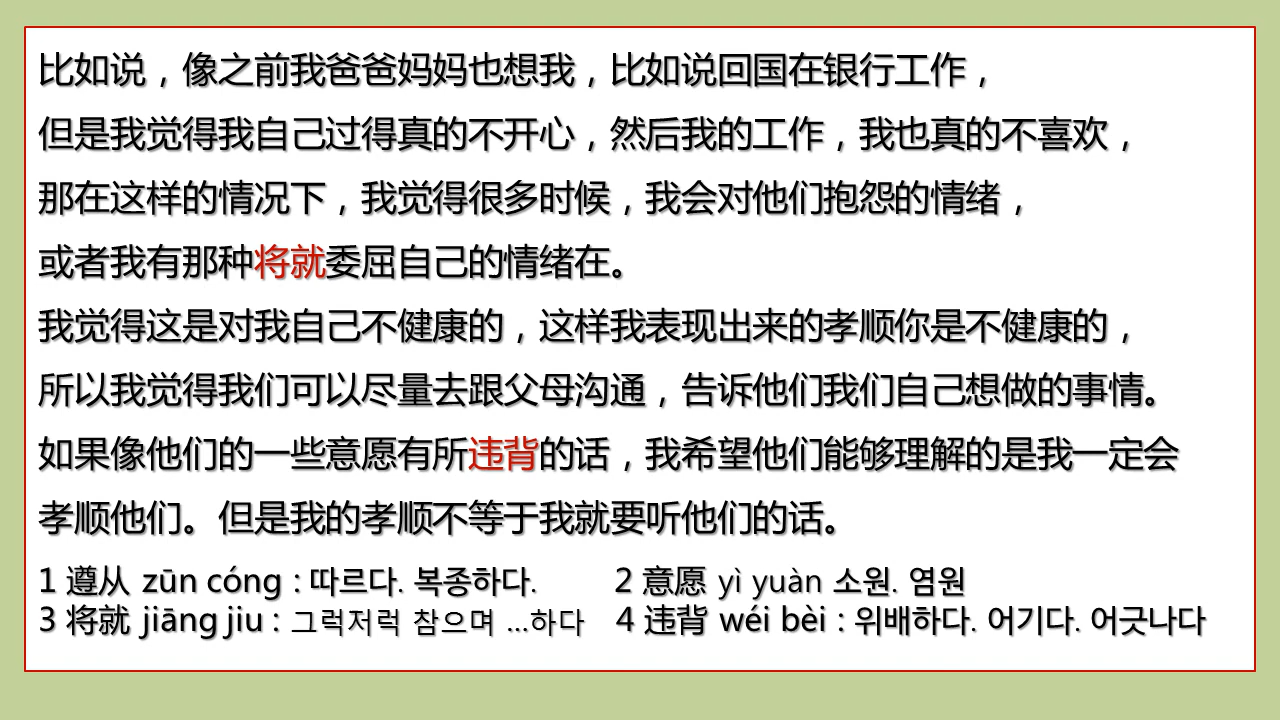 比如说，像之前我爸爸妈妈也想我，比如说回国在银行工作，
但是我觉得我自己过得真的不开心，然后我的工作，我也真的不喜欢，
那在这样的情况下，我觉得很多时候，我会对他们抱怨的情绪，
或者我有那种将就委屈自己的情绪在。
我觉得这是对我自己不健康的，这样我表现出来的孝顺你是不健康的，
所以我觉得我们可以尽量去跟父母沟通，告诉他们我们自己想做的事情。
如果像他们的一些意愿有所违背的话，我希望他们能够理解的是我一定会
孝顺他们。但是我的孝顺不等于我就要听他们的话。
1 遵从 zūn cóng : 따르다. 복종하다. 2 意愿 yì yuàn 소원. 염원
3 将就 jiāng jiu : 그럭저럭 참으며 ...하다 4 违背 wéi bèi : 위배하다. 어기다. 어긋나다